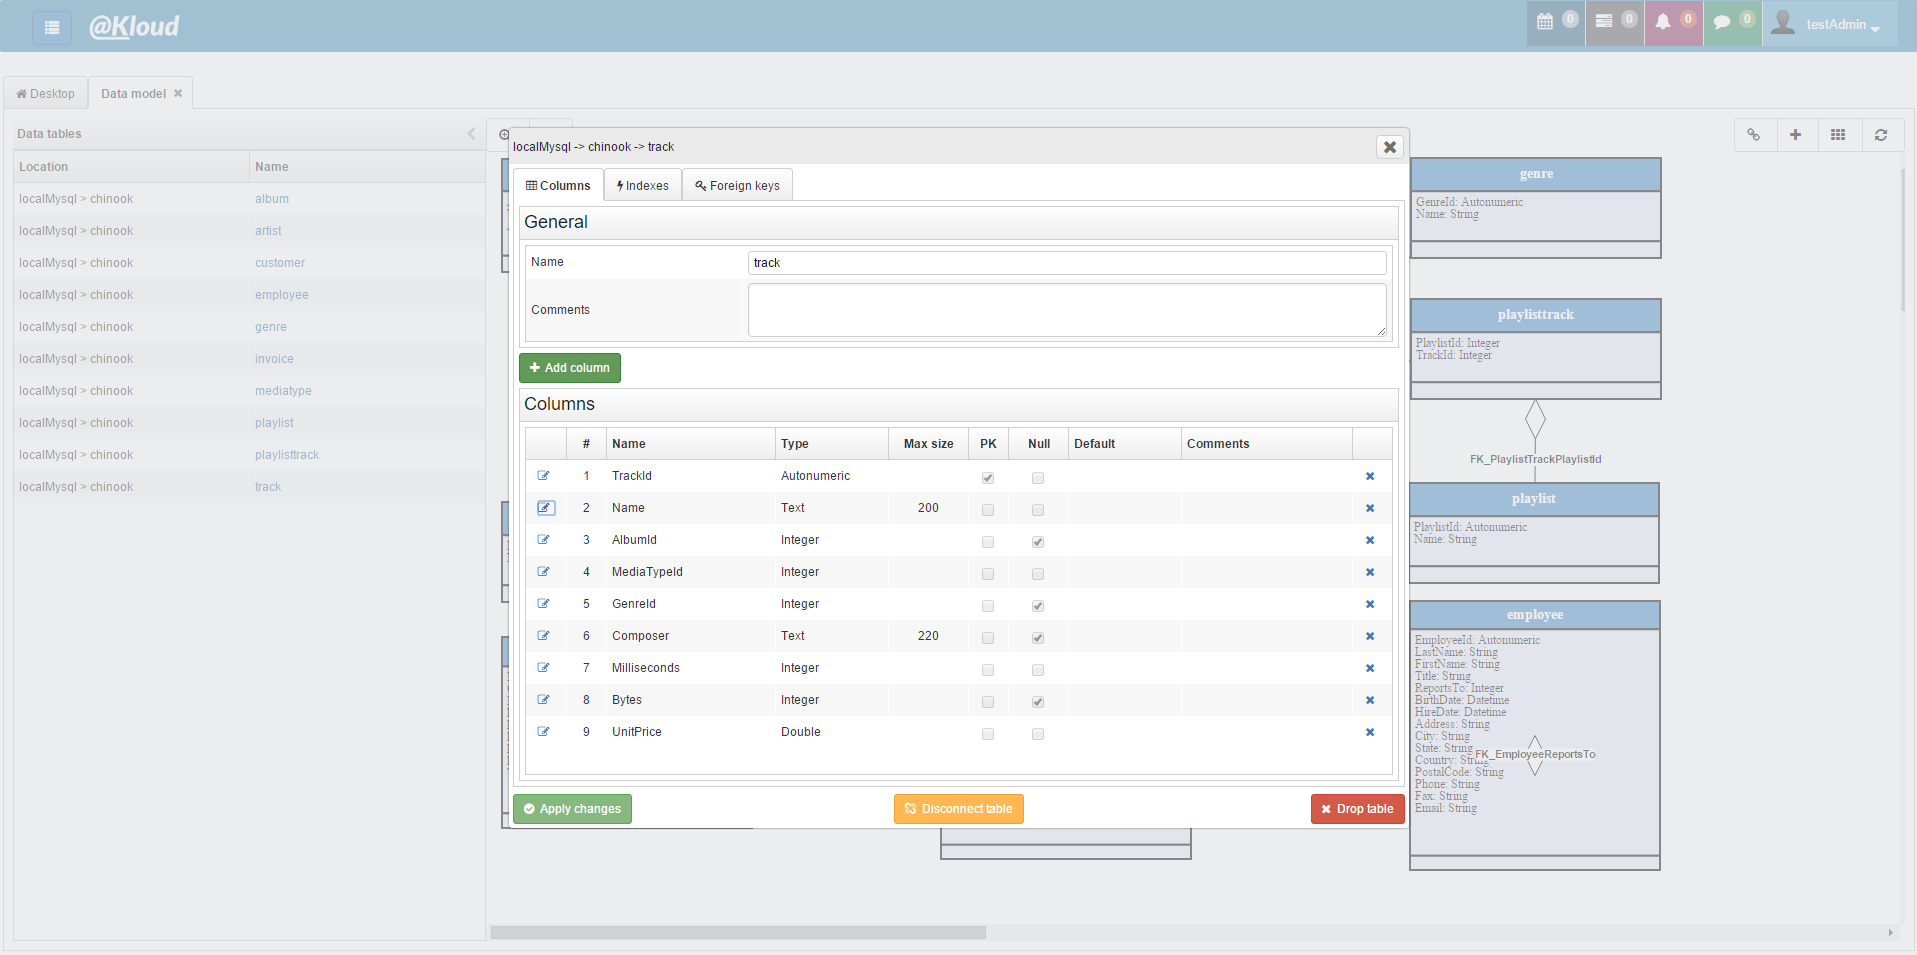 @Kloud
0
0
0
0
testAdmin
Desktop
Data model
Data tables
Location Name
localMysql > chinook album
localMysql > chinook artist
localMysql > chinook customer
localMysql > chinook employee
localMysql > chinook genre
localMysql > chinook invoice
localMysql > chinook mediatype
localMysql > chinook playlist
localMysql > chinook playlisttrack
localMysql > chinook track
localMysql -> chinook -> track
Columns
Indexes
Foreign keys
General
Name track
Comments
Add column
Columns
# Name Type Max size PK Null Default Comments
1 TrackId Autonumeric
2 Name Text 200
3 AlbumId Integer
4 MediaTypeId Integer
5 GenreId Integer
6 Composer Text 220
7 Milliseconds Integer
8 Bytes Integer
9 UnitPrice Double
Apply changes
Disconnect table
Drop table
genre
GenreId: Autonumeric
Name: String
playlisttrack
PlaylistId: Integer
TrackId: Integer
FK_PlaylistTrackPlaylistId
playlist
PlaylistId: Autonumeric
Name: String
employee
EmployeeId: Autonumeric
LastName: String
FirstName: String
Title: String
ReportsTo: Integer
BirthDate: Datetime
HireDate: Datetime
Address: String
City: String
State: String
FK_EmployeeReportsTo
Country: String
PostalCode: String
Phone: String
Fax: String
Email: String